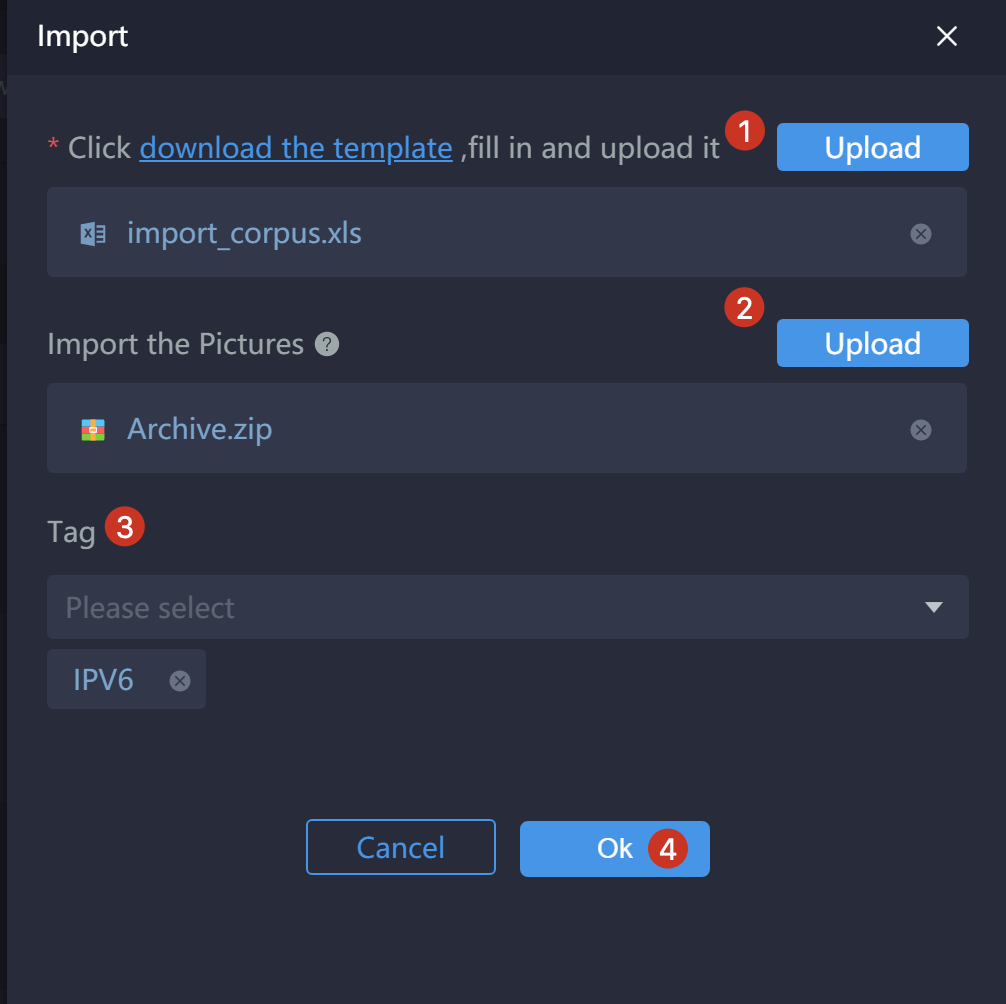 Import
* Click download the template ,fill in and upload it 1 Upload
import_corpus.xls
2
Import the Pictures ? Upload
Archive.zip
Tag 3
Please select
IPV6
Cancel
Ok 4